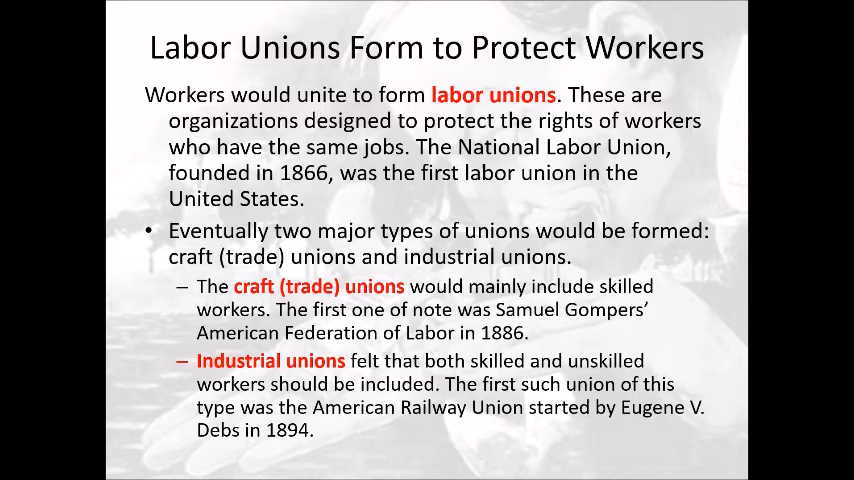 Labor Unions Form to Protect Workers
Workers would unite to form labor unions. These are
organizations designed to protect the rights of workers
who have the same jobs. The National Labor Union,
founded in 1866, was the first labor union in the
United States.
• Eventually two major types of unions would be formed:
craft (trade) unions and industrial unions.
– The craft (trade) unions would mainly include skilled
workers. The first one of note was Samuel Gompers’
American Federation of Labor in 1886.
– Industrial unions felt that both skilled and unskilled
workers should be included. The first such union of this
type was the American Railway Union started by Eugene V.
Debs in 1894.